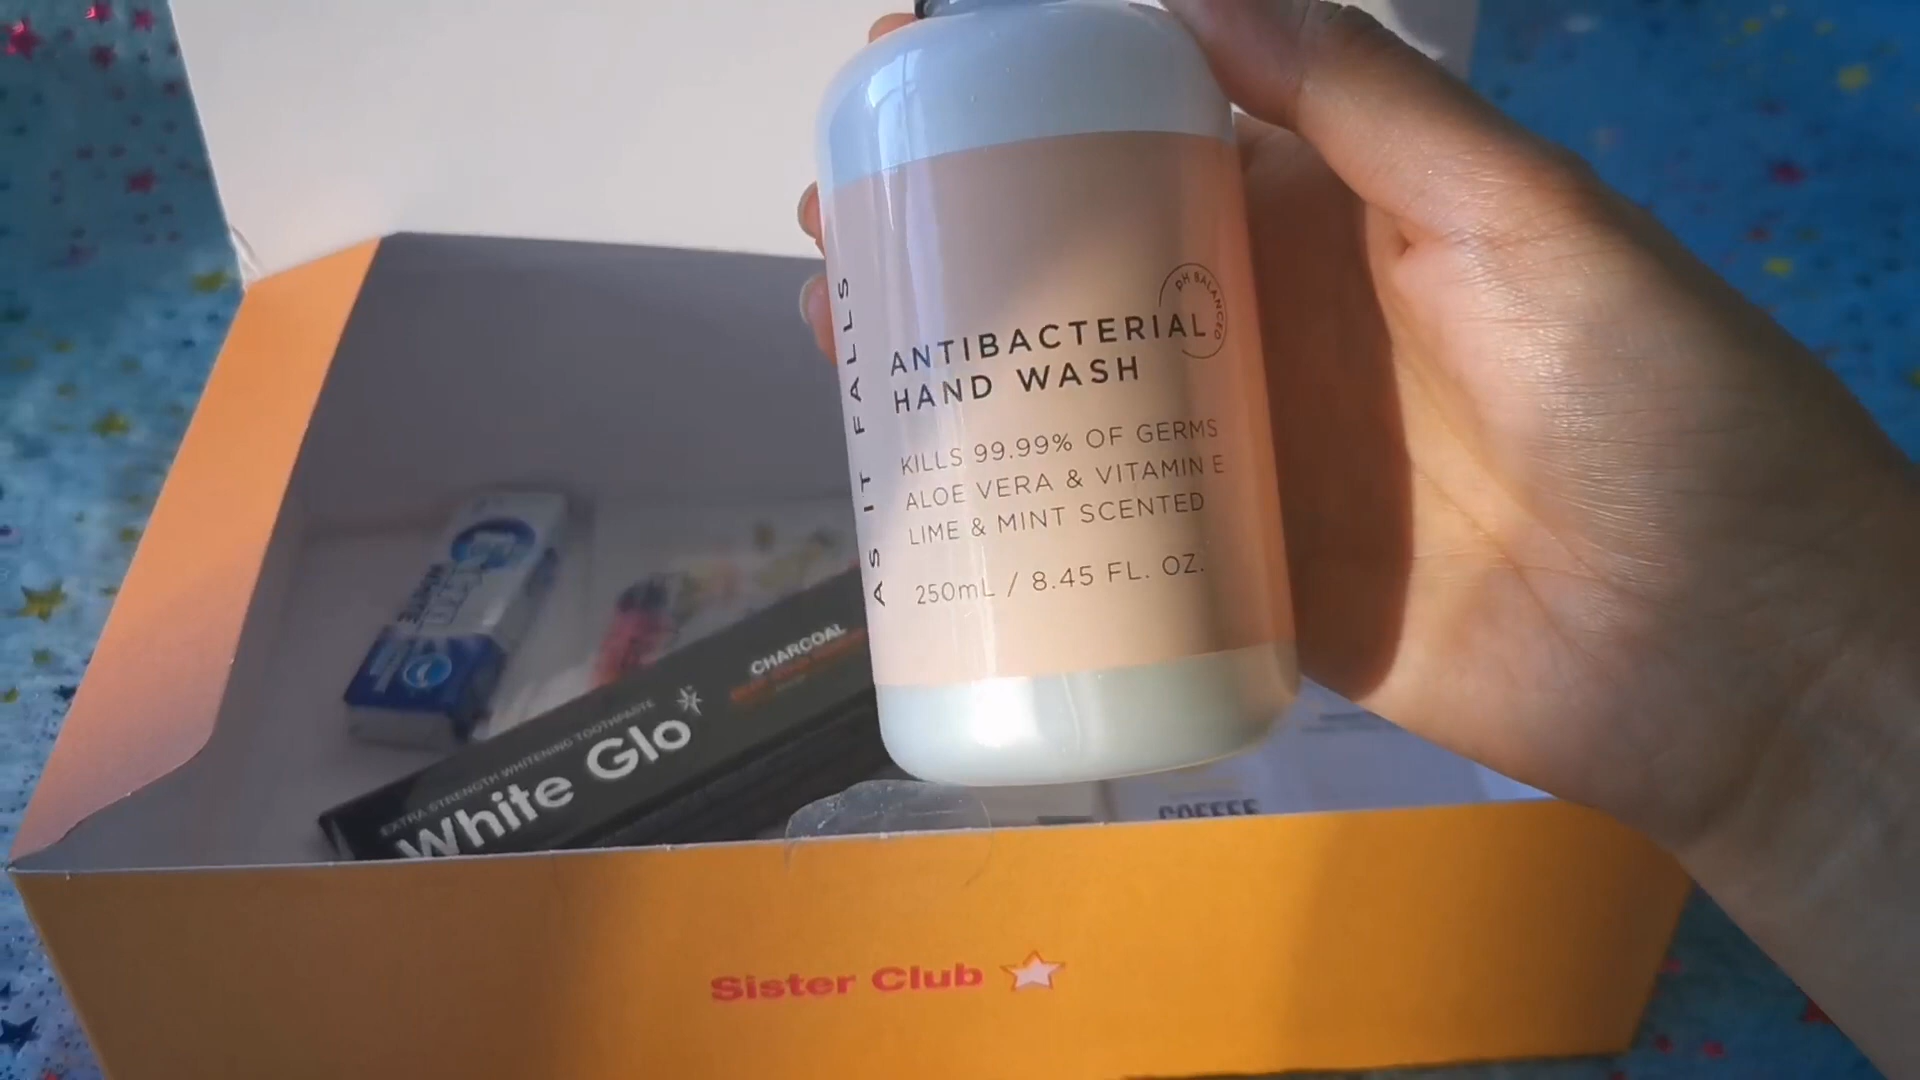 AS IT FALLS
PH BALANCED
ANTIBACTERIAL
HAND WASH
KILLS 99.99% OF GERMS
ALOE VERA & VITAMIN E
LIME & MINT SCENTED
250mL / 8.45 FL. OZ.
WHITE
CHARCOAL
EXTRA STRENGTH WHITENING TOOTHPASTE
White Glo
COFFEE
Sister Club